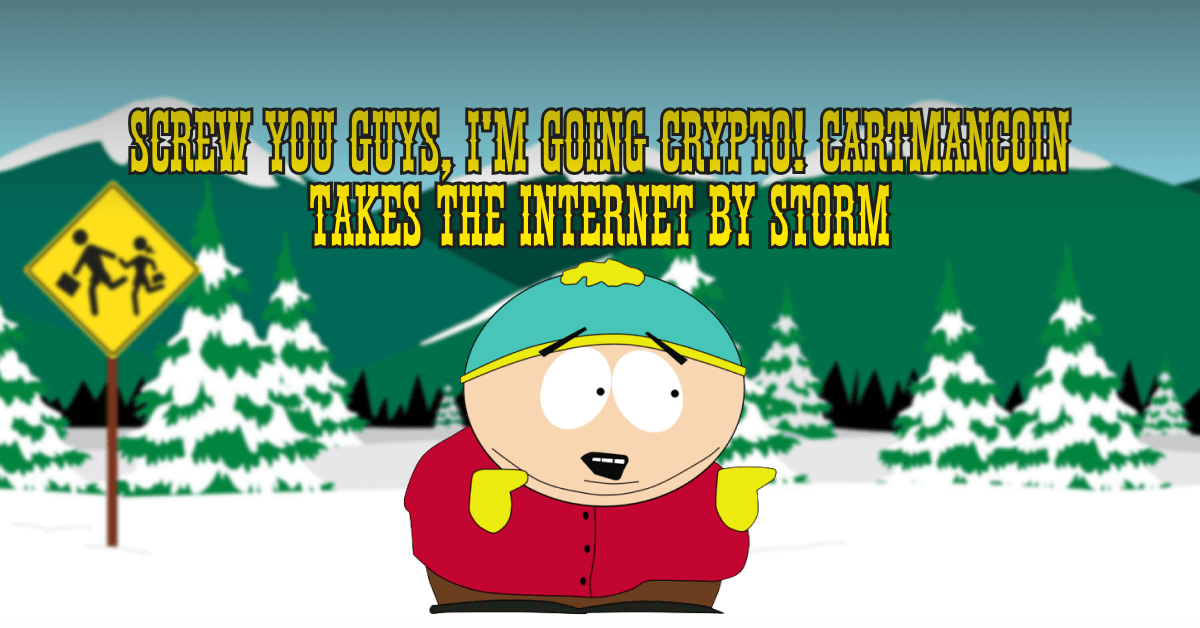 SCREW YOU GUYS, I'M GOING CRYPTO! CARTMANCOIN
TAKES THE INTERNET BY STORM